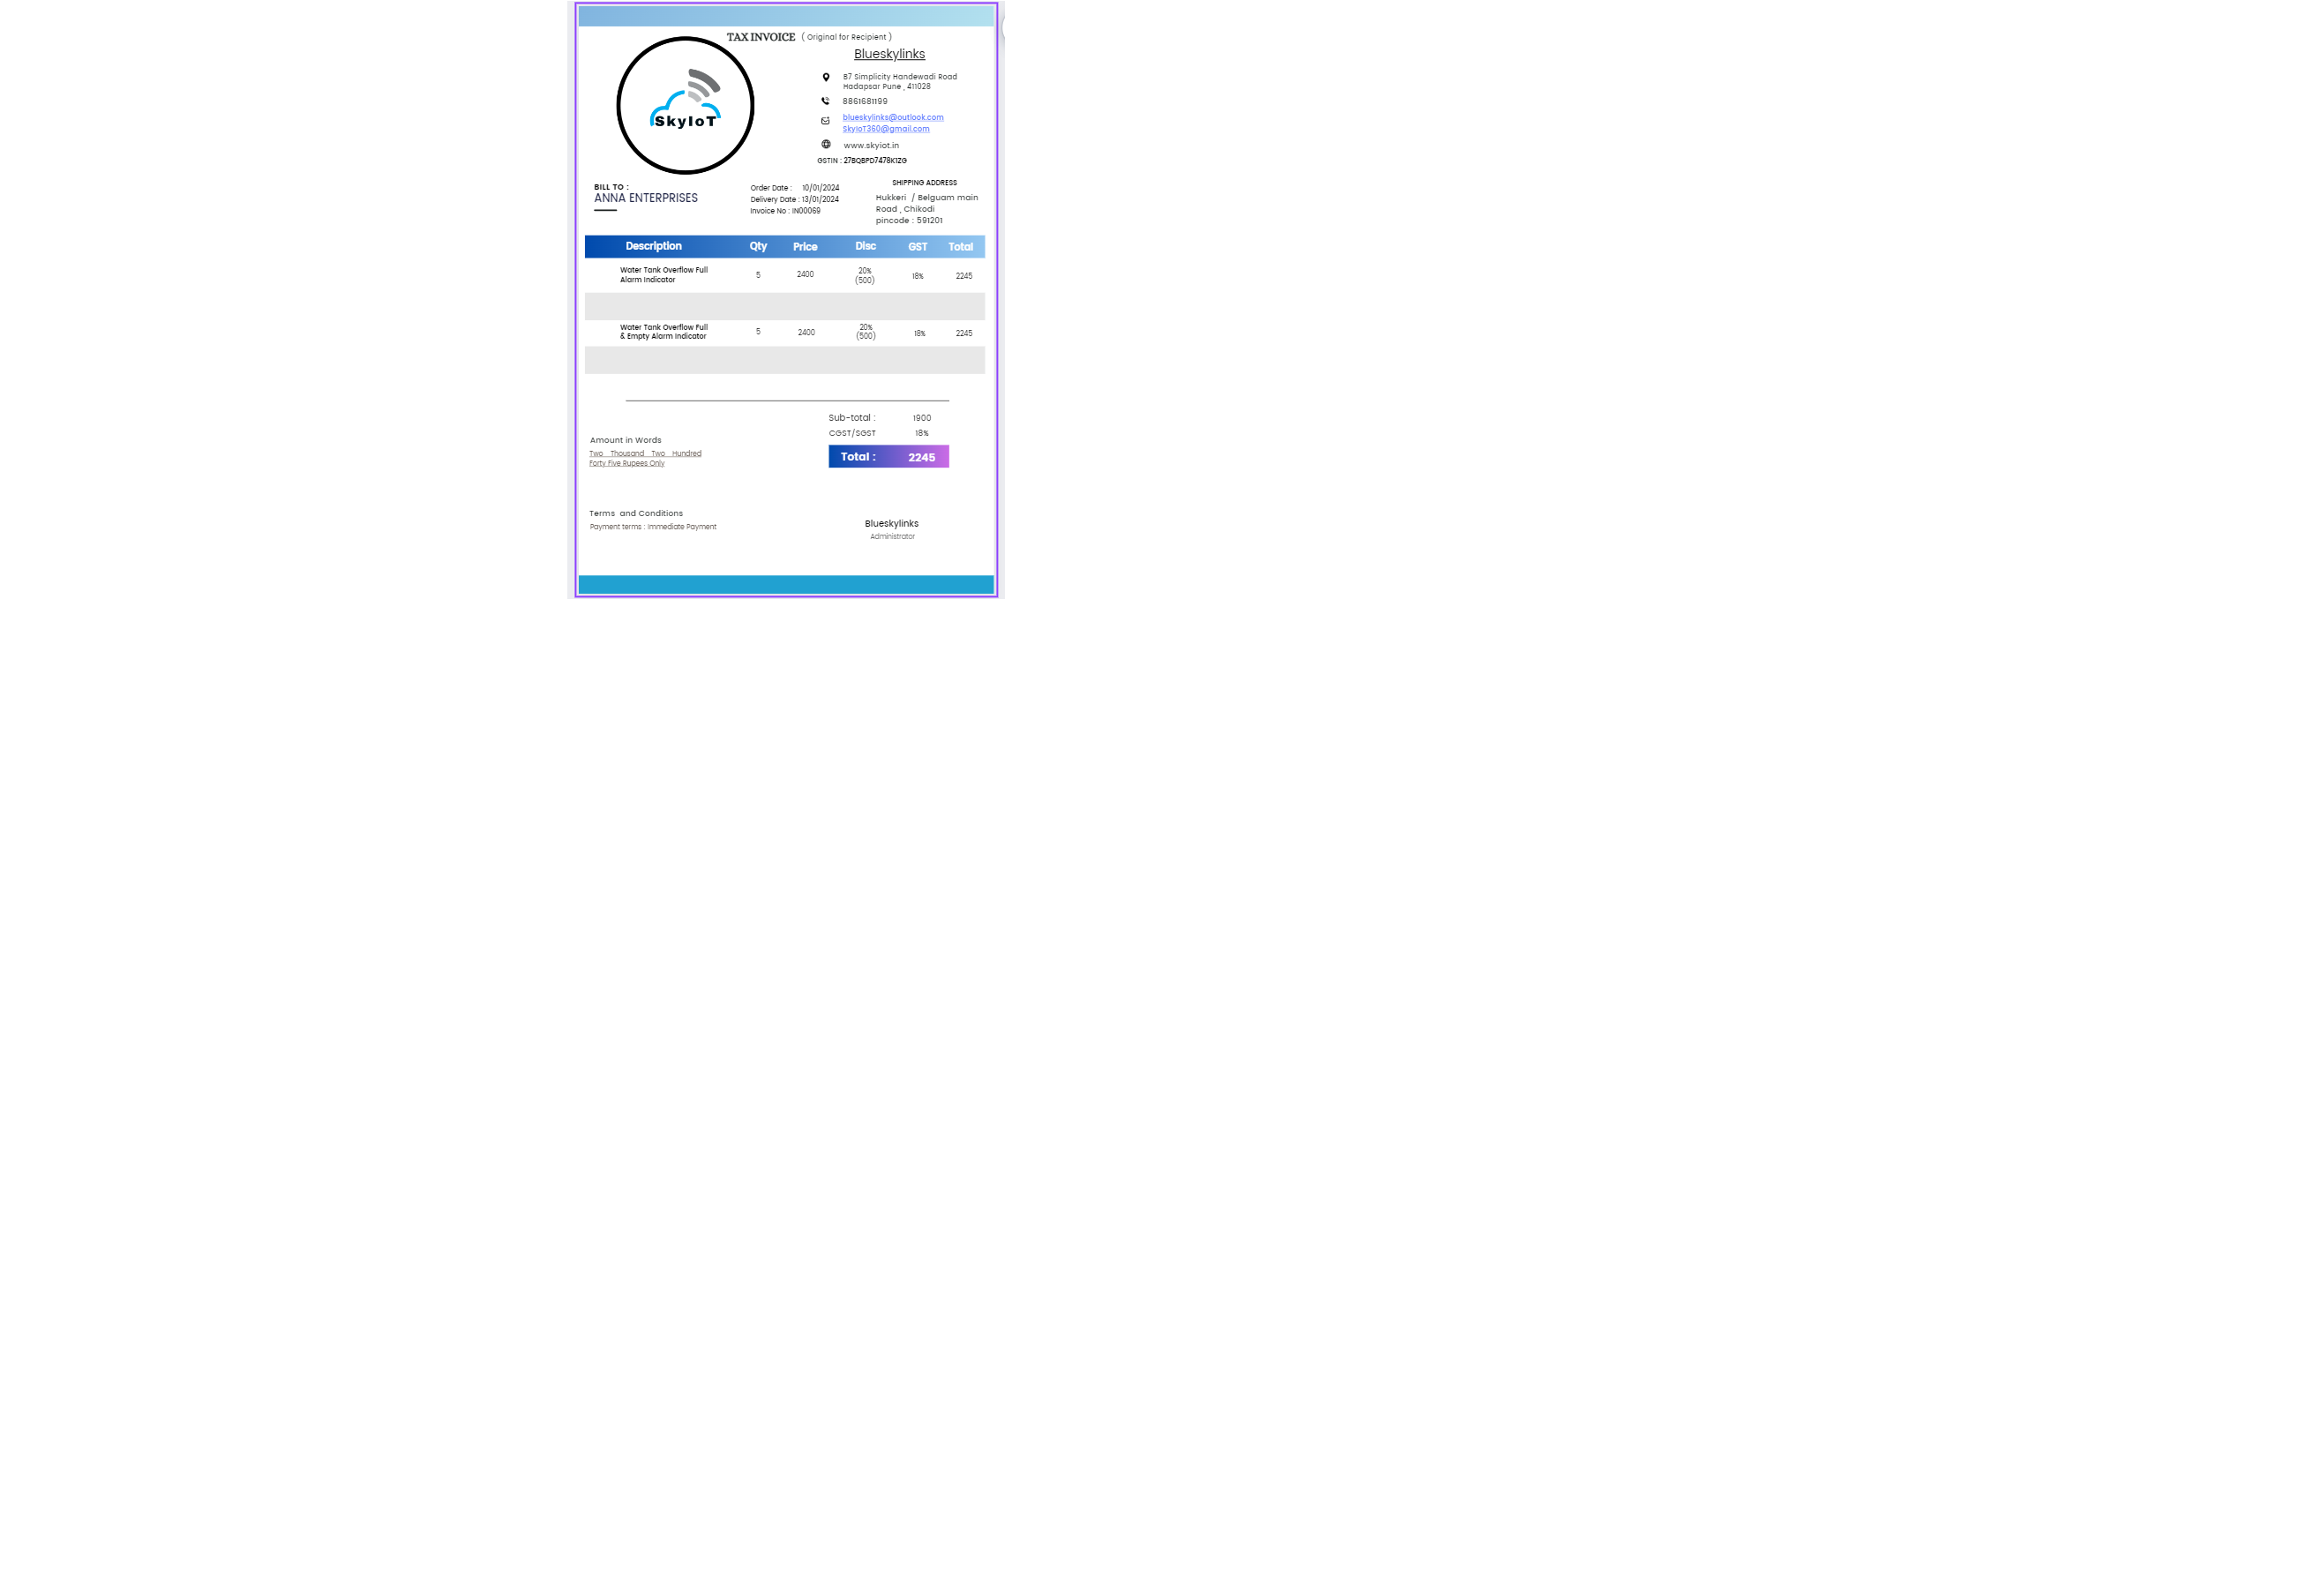 TAX INVOICE ( Original for Recipient )
Blueskylinks
SkyIoT
B7 Simplicity Handewadi Road
Hadapsar Pune , 411028
8861681199
blueskylinks@outlook.com
SkyIoT360@gmail.com
www.skyiot.in
GSTIN : 27BQBPD7478K1ZG
BILL TO :
ANNA ENTERPRISES
Order Date : 10/01/2024
Delivery Date : 13/01/2024
Invoice No : IN00069
SHIPPING ADDRESS
Hukkeri / Belguam main
Road , Chikodi
pincode : 591201
Description Qty Price Disc GST Total
Water Tank Overflow Full
Alarm Indicator
5 2400 20% 18% 2245
(500)
Water Tank Overflow Full
& Empty Alarm Indicator
5 2400 20% 18% 2245
(500)
Sub-total : 1900
CGST/SGST 18%
Total : 2245
Amount in Words
Two Thousand Two Hundred
Forty Five Rupees Only
Terms and Conditions
Payment terms : Immediate Payment
Blueskylinks
Administrator